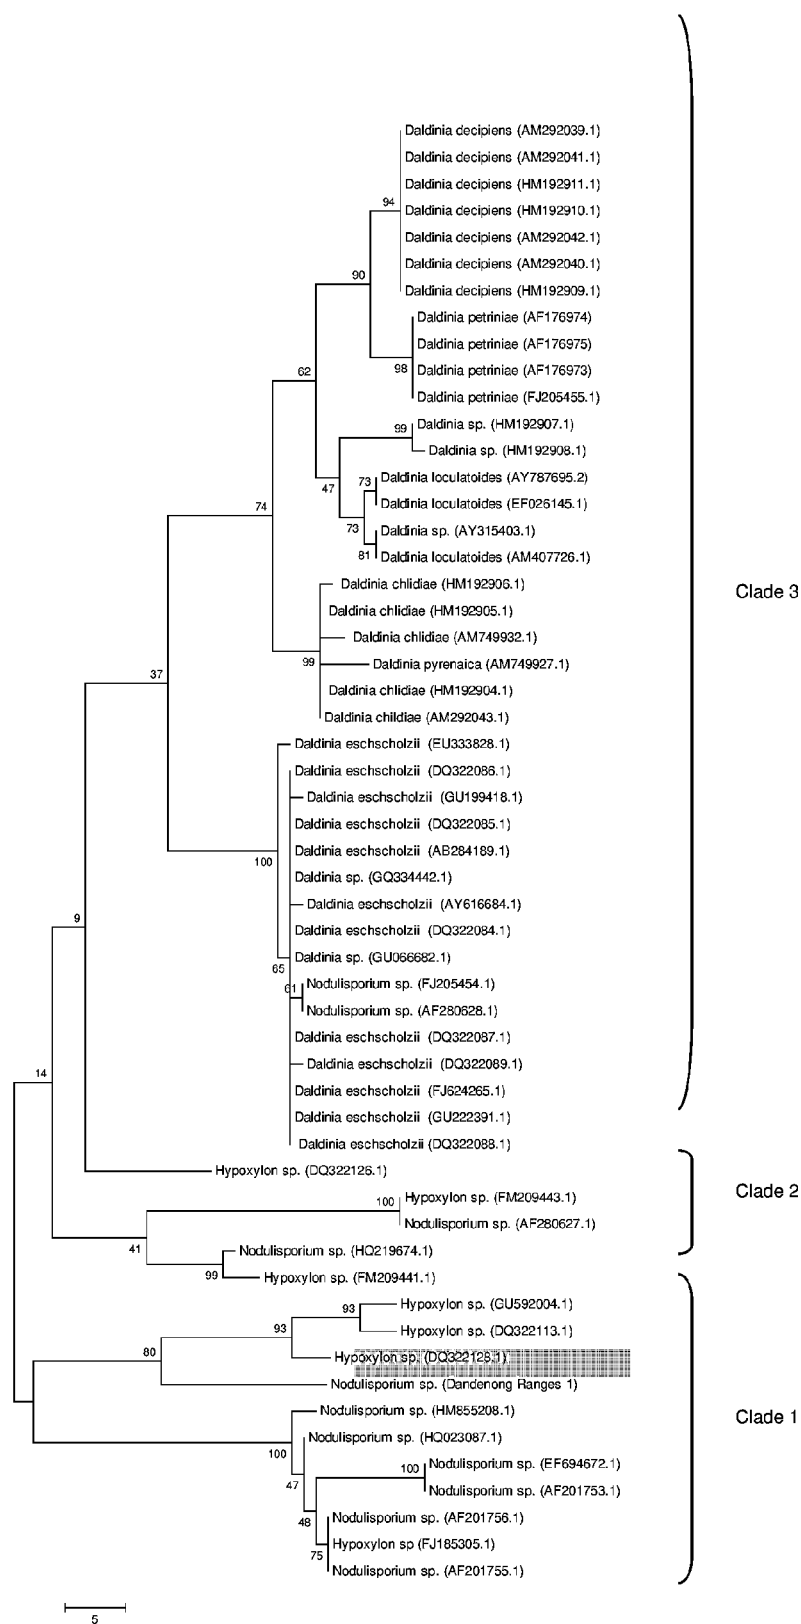 Daldinia decipiens (AM292039.1)
Daldinia decipiens (AM292041.1)
Daldinia decipiens (HM192911.1)
94
Daldinia decipiens (HM192910.1)
Daldinia decipiens (AM292042.1)
Daldinia decipiens (AM292040.1)
90
Daldinia decipiens (HM192909.1)
Daldinia petriniae (AF176974)
Daldinia petriniae (AF176975)
98
Daldinia petriniae (AF176973)
62
Daldinia petriniae (FJ205455.1)
99
Daldinia sp. (HM192907.1)
Daldinia sp. (HM192908.1)
73
Daldinia loculatoides (AY787695.2)
47
Daldinia loculatoides (EF026145.1)
74
73
Daldinia sp. (AY315403.1)
81
Daldinia loculatoides (AM407726.1)
Daldinia chlidiae (HM192906.1)
Clade 3
Daldinia chlidiae (HM192905.1)
Daldinia chlidiae (AM749932.1)
99
Daldinia pyrenaica (AM749927.1)
37
Daldinia chlidiae (HM192904.1)
Daldinia childiae (AM292043.1)
Daldinia eschscholzii (EU333828.1)
Daldinia eschscholzii (DQ322086.1)
Daldinia eschscholzii (GU199418.1)
Daldinia eschscholzii (DQ322085.1)
Daldinia eschscholzii (AB284189.1)
100
Daldinia sp. (GQ334442.1)
Daldinia eschscholzii (AY616684.1)
9
Daldinia eschscholzii (DQ322084.1)
Daldinia sp. (GU066682.1)
65
61
Nodulisporium sp. (FJ205454.1)
Nodulisporium sp. (AF280628.1)
Daldinia eschscholzii (DQ322087.1)
Daldinia eschscholzii (DQ322089.1)
14
Daldinia eschscholzii (FJ624265.1)
Daldinia eschscholzii (GU222391.1)
Daldinia eschscholzii (DQ322088.1)
Hypoxylon sp. (DQ322126.1)
Clade 2
100
Hypoxylon sp. (FM209443.1)
Nodulisporium sp. (AF280627.1)
41
Nodulisporium sp. (HQ219674.1)
99
Hypoxylon sp. (FM209441.1)
93
Hypoxylon sp. (GU592004.1)
93
Hypoxylon sp. (DQ322113.1)
80
Hypoxylon sp. (DQ322128.1)
Nodulisporium sp. (Dandenong Ranges 1)
Nodulisporium sp. (HM855208.1)
Clade 1
Nodulisporium sp. (HQ023087.1)
100
100
Nodulisporium sp. (EF694672.1)
47
Nodulisporium sp. (AF201753.1)
48
Nodulisporium sp. (AF201756.1)
Hypoxylon sp (FJ185305.1)
75
Nodulisporium sp. (AF201755.1)
5